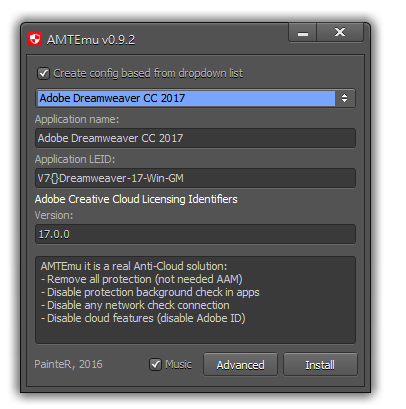 AMTEmu v0.9.2
Create config based from dropdown list
Adobe Dreamweaver CC 2017
Application name:
Adobe Dreamweaver CC 2017
Application LEID:
V7{}Dreamweaver-17-Win-GM
Adobe Creative Cloud Licensing Identifiers
Version:
17.0.0
AMTEmu it is a real Anti-Cloud solution:
- Remove all protection (not needed AAM)
- Disable protection background check in apps
- Disable any network check connection
- Disable cloud features (disable Adobe ID)
PainteR, 2016 Music Advanced Install